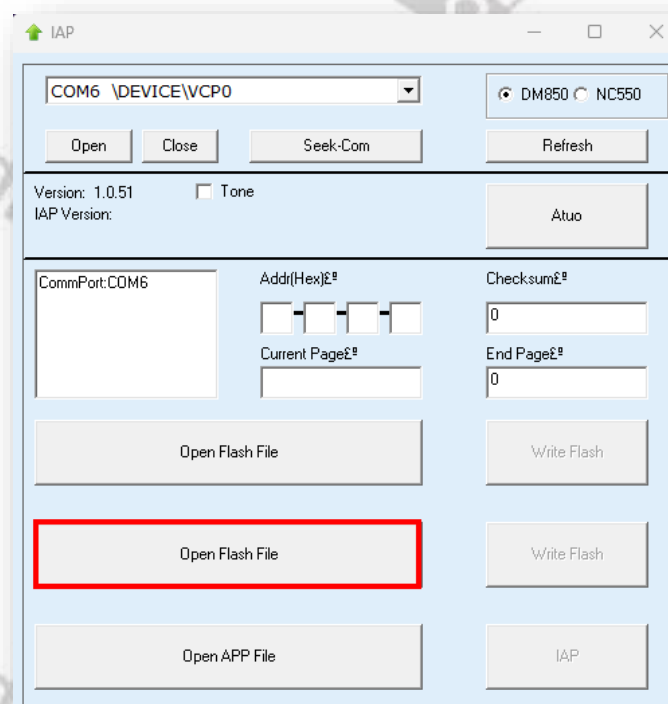 IAP
COM6 \DEVICE\VCP0
DM850 NC550
Open Close Seek-Com Refresh
Version: 1.0.51 Tone
IAP Version:
Atuo
CommPort:COM6
Addr(Hex)£º
Checksum£º
0
Current Page£º
End Page£º
0
Open Flash File Write Flash
Open Flash File Write Flash
Open APP File IAP